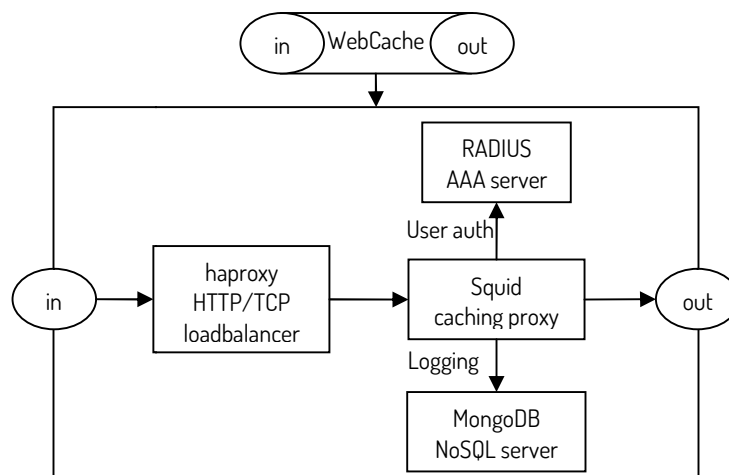 in WebCache out
RADIUS
AAA server
User auth
in
haproxy
HTTP/TCP
loadbalancer
Squid
caching proxy
out
Logging
MongoDB
NoSQL server